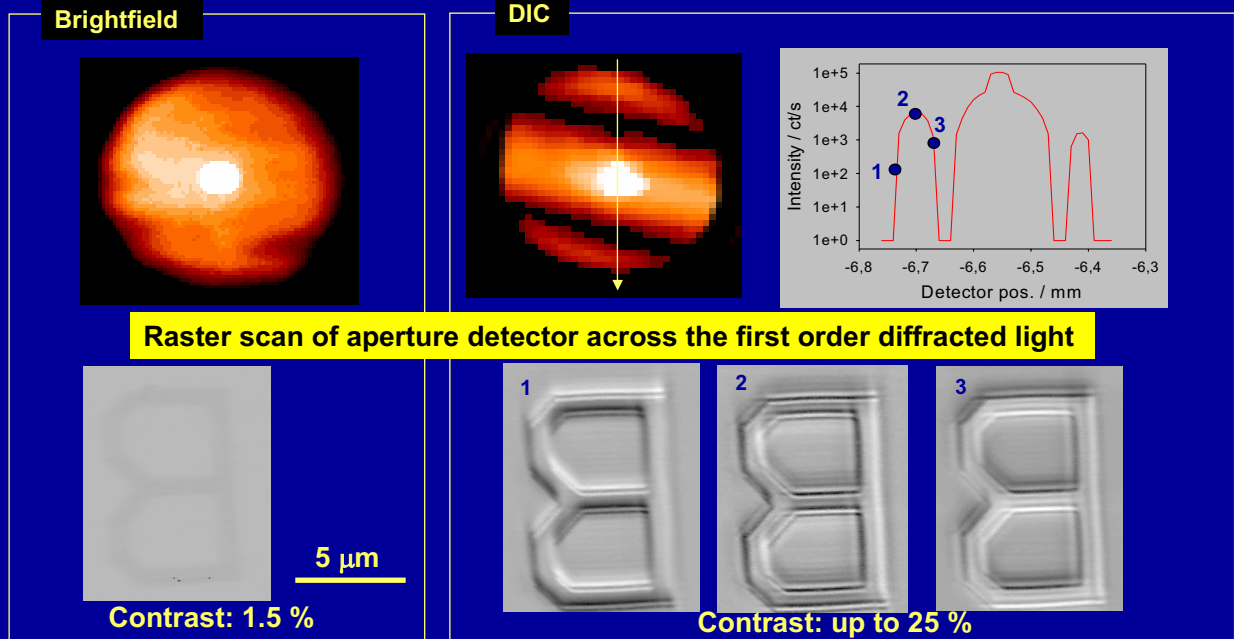 Brightfield
DIC
Intensity / ct/s
1e+5
1e+4
1e+3
1e+2
1e+1
1e+0
2
3
1
-6,8 -6,7 -6,6 -6,5 -6,4 -6,3
Detector pos. / mm
Raster scan of aperture detector across the first order diffracted light
1
2
3
5 μm
Contrast: 1.5 %
Contrast: up to 25 %